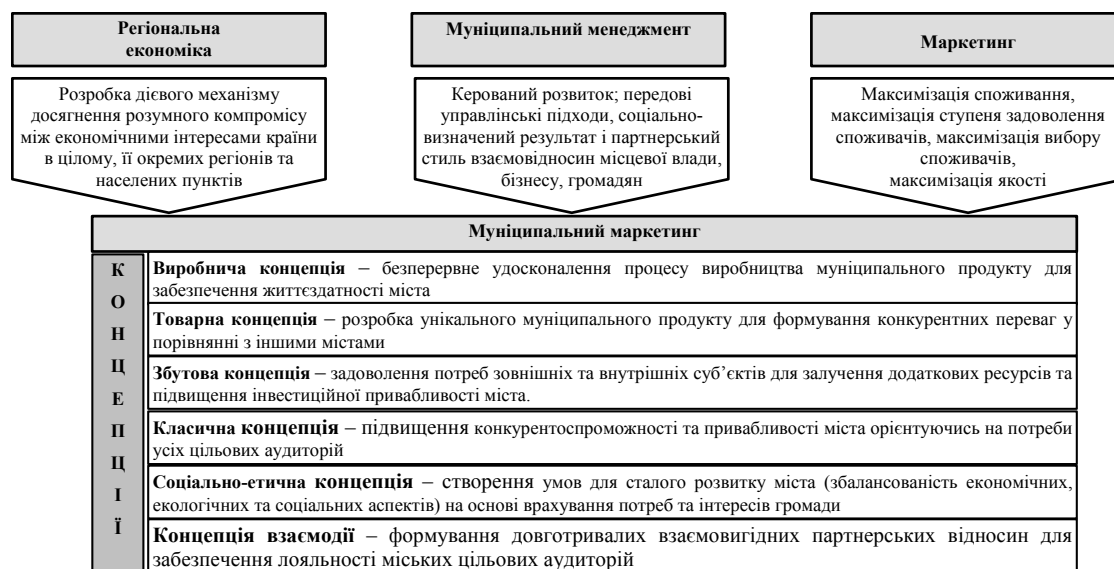 Регіональна
економіка
Розробка дієвого механізму
досягнення розумного компромісу
між економічними інтересами країни
в цілому, її окремих регіонів та
населених пунктів
Муніципальний менеджмент
Керований розвиток; передові
управлінські підходи, соціально-
визначений результат і партнерський
стиль взаємовідносин місцевої влади,
бізнесу, громадян
Маркетинг
Максимізація споживання,
максимізація ступеня задоволення
споживачів, максимізація вибору
споживачів,
максимізація якості
Муніципальний маркетинг
К
О
Н
Ц
Е
П
Ц
І
Ї
Виробнича концепція – безперервне удосконалення процесу виробництва муніципального продукту для
забезпечення життєздатності міста
Товарна концепція – розробка унікального муніципального продукту для формування конкурентних переваг у
порівнянні з іншими містами
Збутова концепція – задоволення потреб зовнішніх та внутрішніх суб’єктів для залучення додаткових ресурсів та
підвищення інвестиційної привабливості міста.
Класична концепція – підвищення конкурентоспроможності та привабливості міста орієнтуючись на потреби
усіх цільових аудиторій
Соціально-етична концепція – створення умов для сталого розвитку міста (збалансованість економічних,
екологічних та соціальних аспектів) на основі врахування потреб та інтересів громади
Концепція взаємодії – формування довготривалих взаємовигідних партнерських відносин для
забезпечення лояльності міських цільових аудиторій